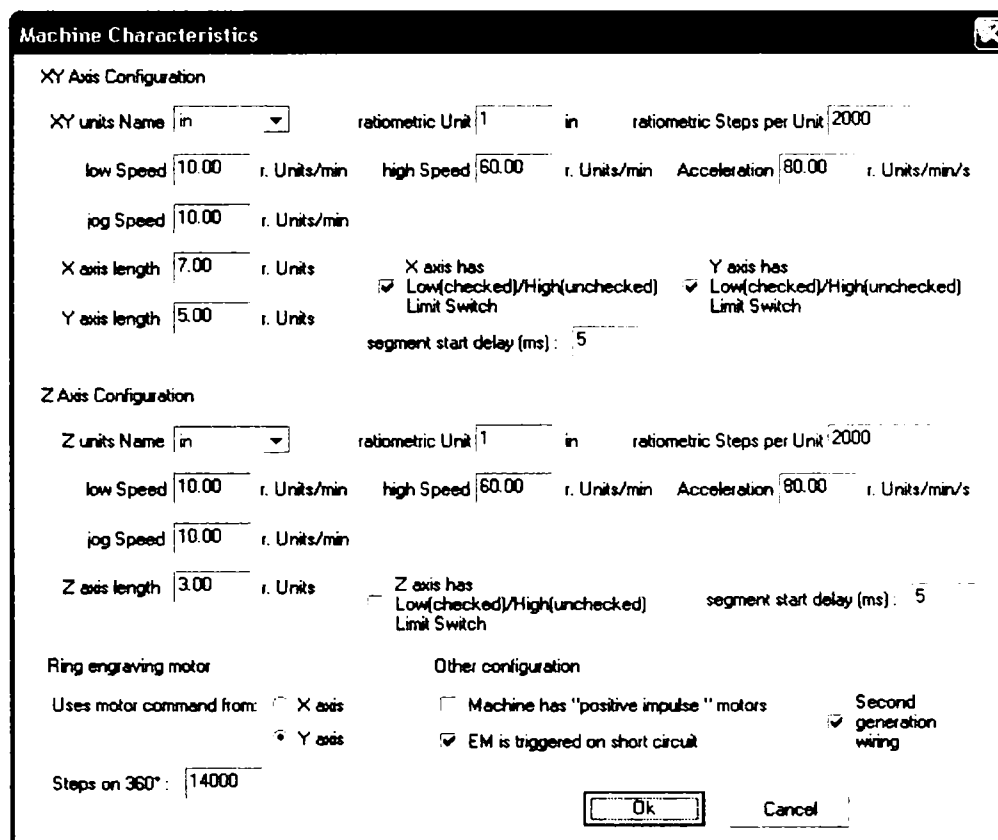 Machine Characteristics
XY Axis Configuration
XY units Name in ratiometric Unit 1 in ratiometric Steps per Unit 2000
low Speed 10.00 r. Units/min high Speed 60.00 r. Units/min Acceleration 80.00 r. Units/min/s
jog Speed 10.00 r. Units/min
X axis length 7.00 r. Units
X axis has
Low(checked)/High(unchecked)
Limit Switch
Y axis has
Low(checked)/High(unchecked)
Limit Switch
Y axis length 5.00 r. Units
segment start delay (ms) : 5
Z Axis Configuration
Z units Name in ratiometric Unit 1 in ratiometric Steps per Unit 2000
low Speed 10.00 r. Units/min high Speed 60.00 r. Units/min Acceleration 80.00 r. Units/min/s
jog Speed 10.00 r. Units/min
Z axis length 3.00 r. Units
Z axis has
Low(checked)/High(unchecked)
Limit Switch
segment start delay (ms) : 5
Ring engraving motor
Uses motor command from: X axis
Y axis
Steps on 360° : 14000
Other configuration
Machine has "positive impulse " motors
EM is triggered on short circuit
Second
generation
wiring
Ok Cancel